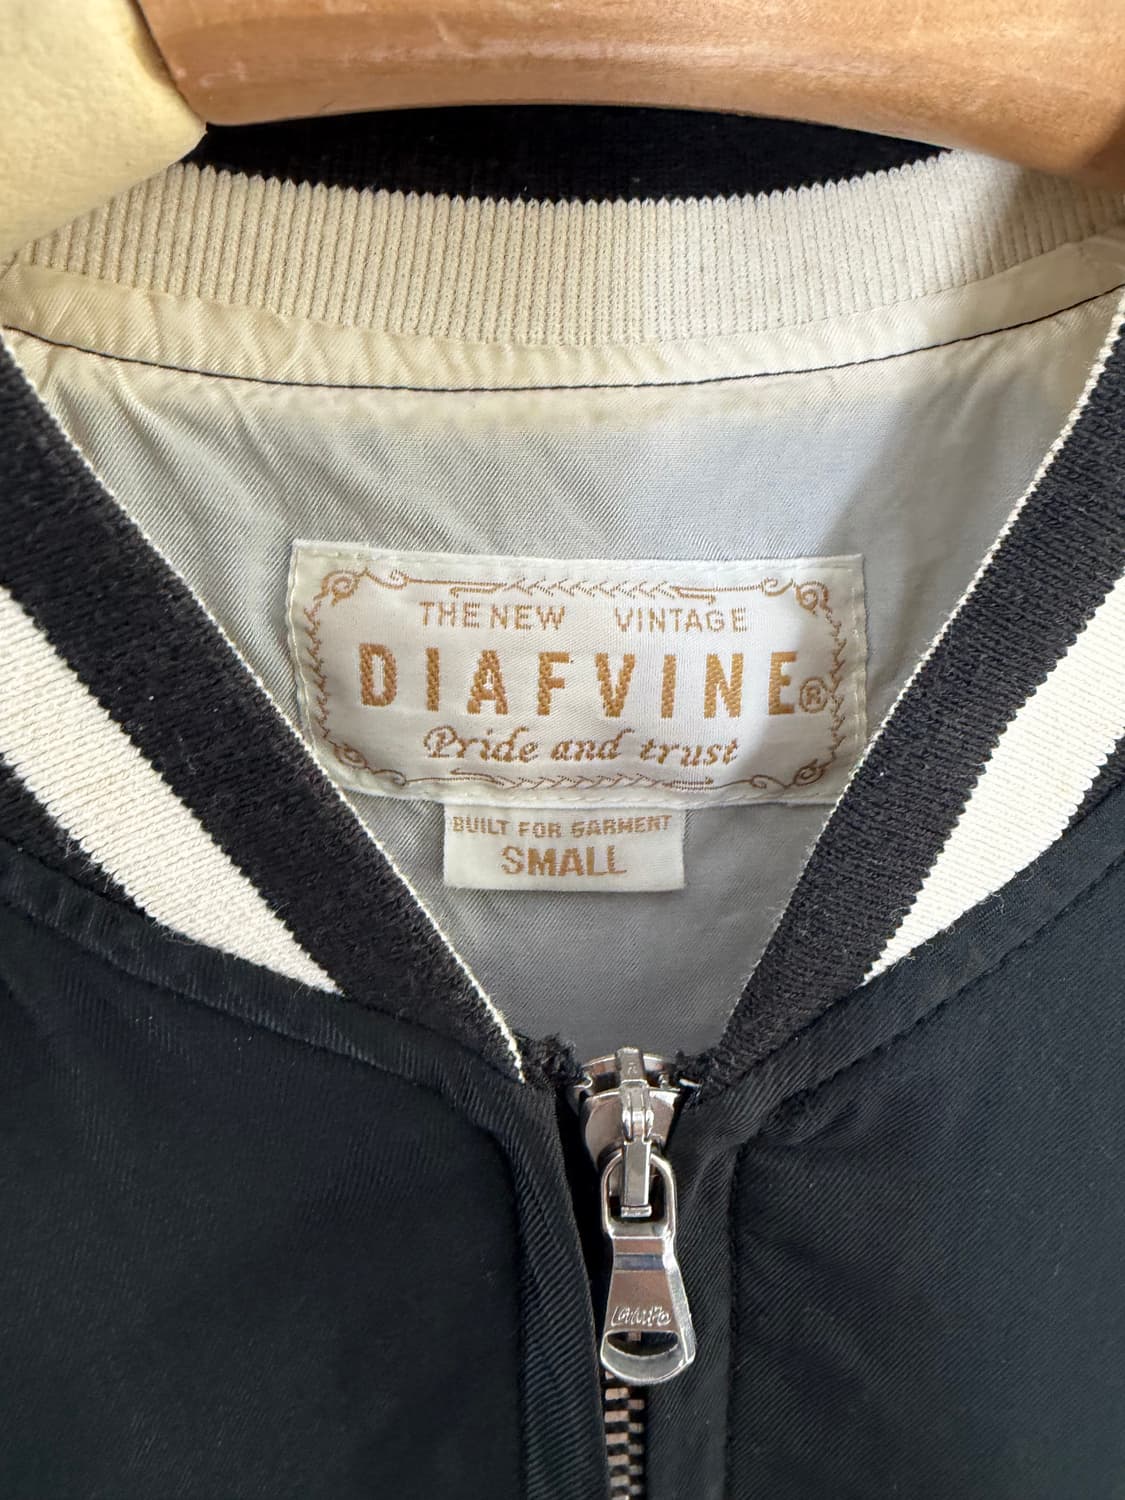 THE NEW VINTAGE
DIAFVINE®
Pride and trust
BUILT FOR GARMENT
SMALL